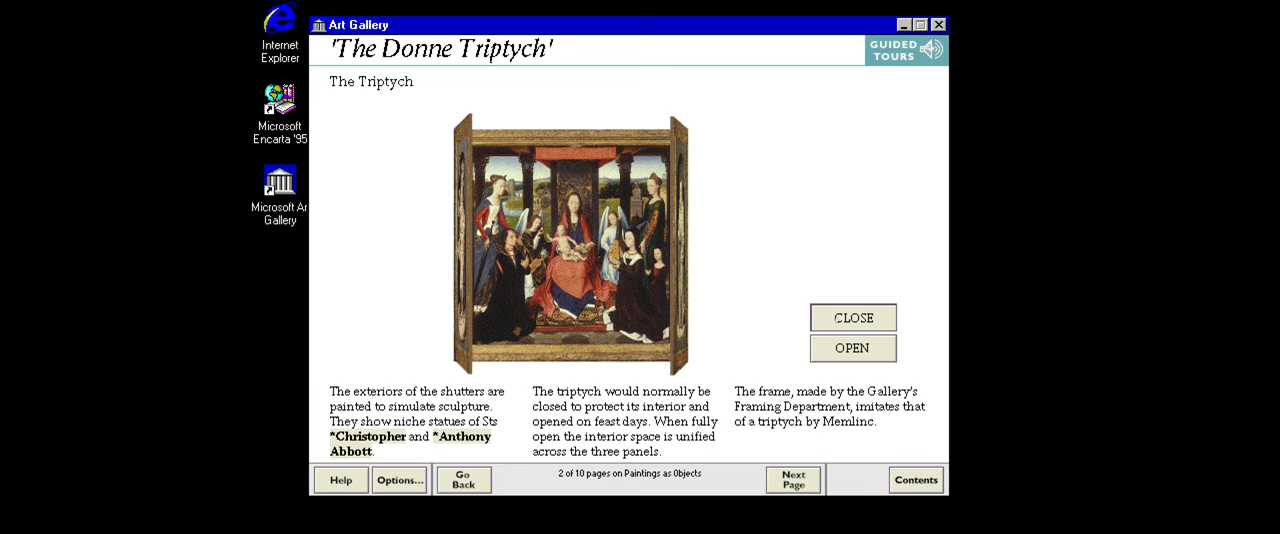 Internet
Explorer
Microsoft
Encarta '95
Microsoft Ar
Gallery
Art Gallery
'The Donne Triptych'
GUIDED
TOURS
The Triptych
CLOSE
OPEN
The exteriors of the shutters are
painted to simulate sculpture.
They show niche statues of Sts
*Christopher and *Anthony
Abbott.
The triptych would normally be
closed to protect its interior and
opened on feast days. When fully
open the interior space is unified
across the three panels.
The frame, made by the Gallery's
Framing Department, imitates that
of a triptych by Memlinc.
Help
Options...
Go
Back
2 of 10 pages on Paintings as Objects
Next
Page
Contents